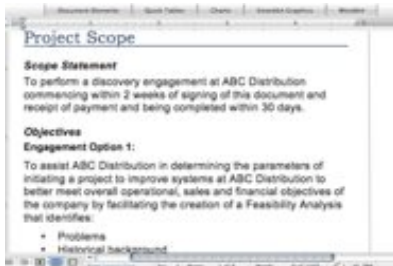 Document Elements Quick Tables Charts SmartArt Graphics WordArt
Project Scope
Scope Statement
To perform a discovery engagement at ABC Distribution
commencing within 2 weeks of signing of this document and
receipt of payment and being completed within 30 days.
Objectives
Engagement Option 1:
To assist ABC Distribution in determining the parameters of
initiating a project to improve systems at ABC Distribution to
better meet overall operational, sales and financial objectives of
the company by facilitating the creation of a Feasibility Analysis
that identifies:
• Problems
• Historical background